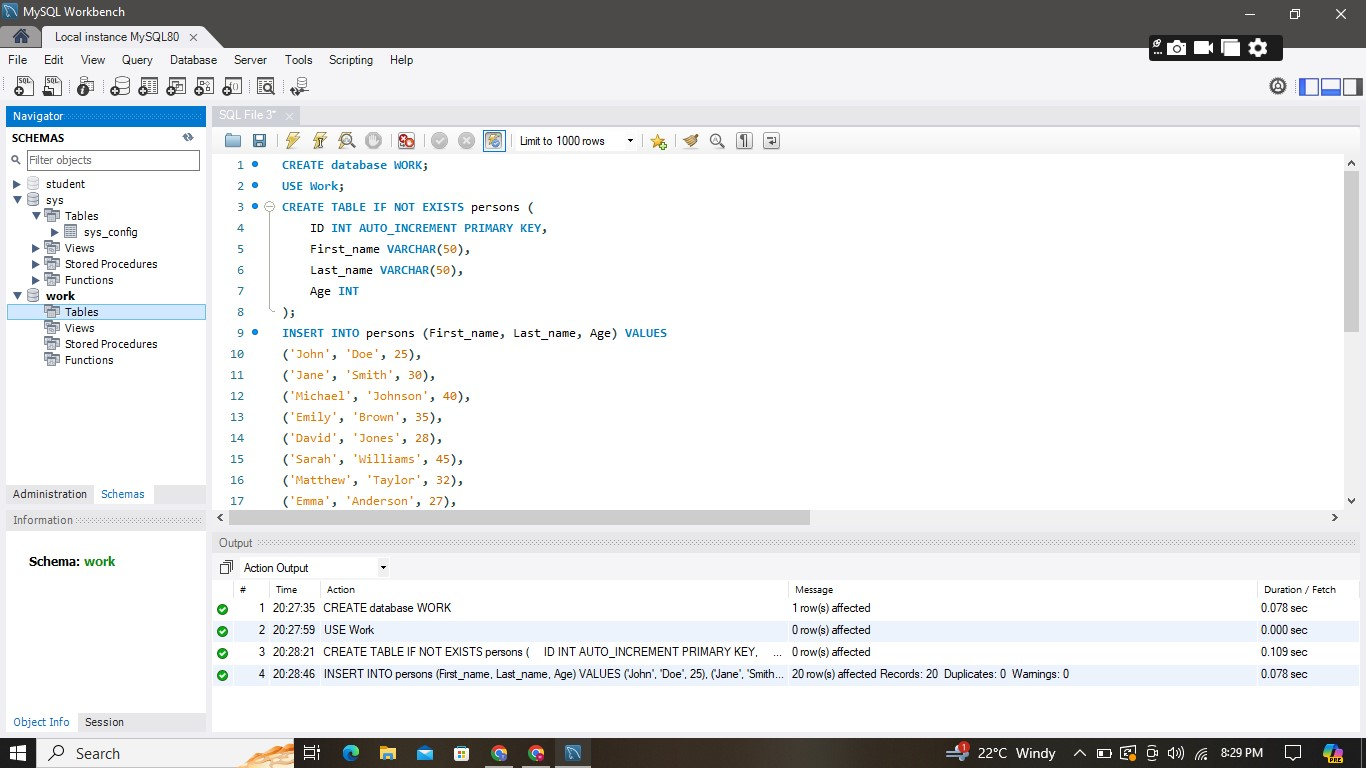 MySQL Workbench
Local instance MySQL80
File Edit View Query Database Server Tools Scripting Help
Navigator
SCHEMAS
Filter objects
student
sys
Tables
sys_config
Views
Stored Procedures
Functions
work
Tables
Views
Stored Procedures
Functions
Administration Schemas
Information
Schema: work
Object Info Session
SQL File 3*
Limit to 1000 rows
1 CREATE database WORK;
2 USE Work;
3 CREATE TABLE IF NOT EXISTS persons (
4 ID INT AUTO_INCREMENT PRIMARY KEY,
5 First_name VARCHAR(50),
6 Last_name VARCHAR(50),
7 Age INT
8 );
9 INSERT INTO persons (First_name, Last_name, Age) VALUES
10 ('John', 'Doe', 25),
11 ('Jane', 'Smith', 30),
12 ('Michael', 'Johnson', 40),
13 ('Emily', 'Brown', 35),
14 ('David', 'Jones', 28),
15 ('Sarah', 'Williams', 45),
16 ('Matthew', 'Taylor', 32),
17 ('Emma', 'Anderson', 27),
Output
Action Output
# Time Action Message Duration / Fetch
1 20:27:35 CREATE database WORK 1 row(s) affected 0.078 sec
2 20:27:59 USE Work 0 row(s) affected 0.000 sec
3 20:28:21 CREATE TABLE IF NOT EXISTS persons ( ID INT AUTO_INCREMENT PRIMARY KEY, ... 0 row(s) affected 0.109 sec
4 20:28:46 INSERT INTO persons (First_name, Last_name, Age) VALUES ('John', 'Doe', 25), ('Jane', 'Smith... 20 row(s) affected Records: 20 Duplicates: 0 Warnings: 0 0.078 sec
Search
1 22°C Windy 8:29 PM
PRE